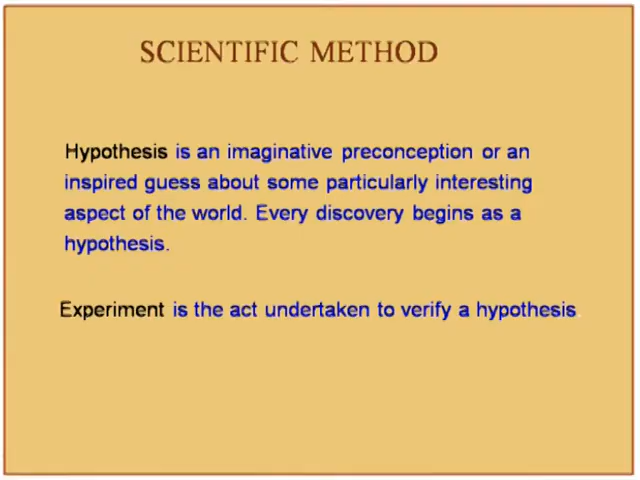 SCIENTIFIC METHOD
Hypothesis is an imaginative preconception or an
inspired guess about some particularly interesting
aspect of the world. Every discovery begins as a
hypothesis.
Experiment is the act undertaken to verify a hypothesis.